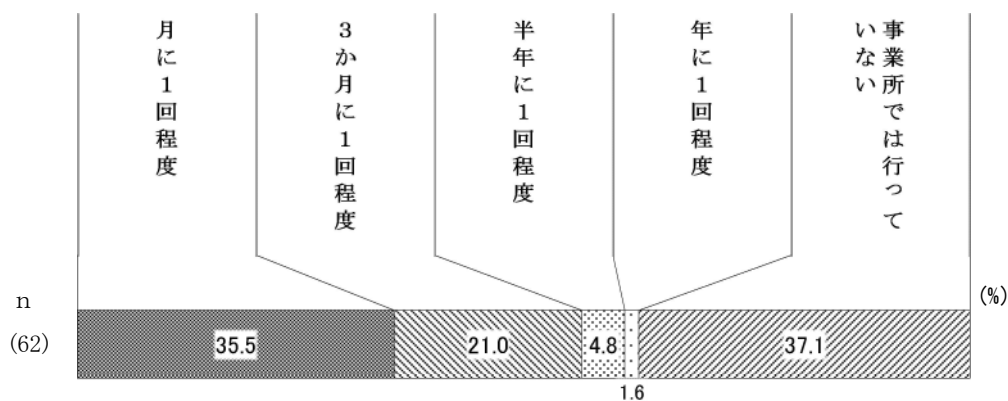 月に１回程度
３か月に１回程度
半年に１回程度
年に１回程度
事業所では行って
いない
(%)
n
(62)
35.5
21.0
4.8
1.6
37.1